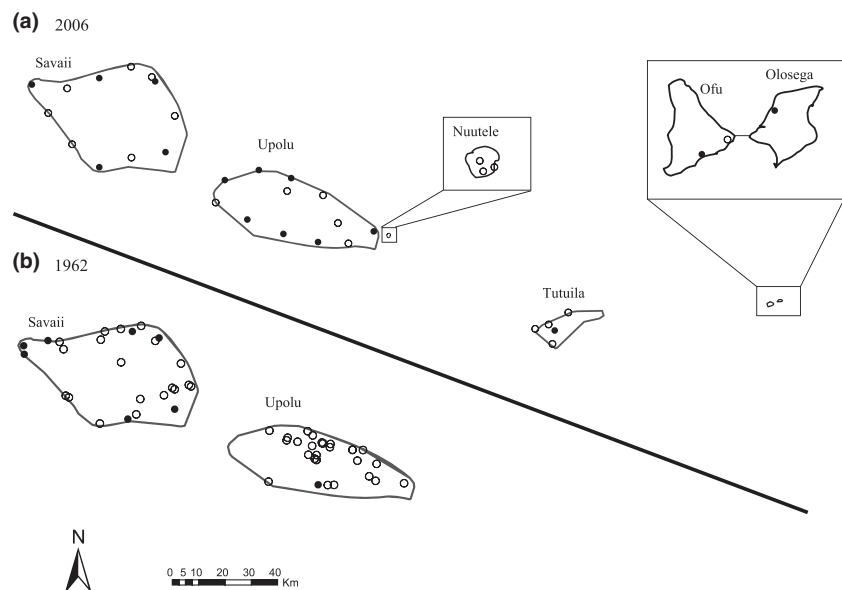 (a) 2006
Savaii
Upolu
Nuutele
Ofu
Olosega
Tutuila
(b) 1962
Savaii
Upolu
N
0 5 10 20 30 40
Km